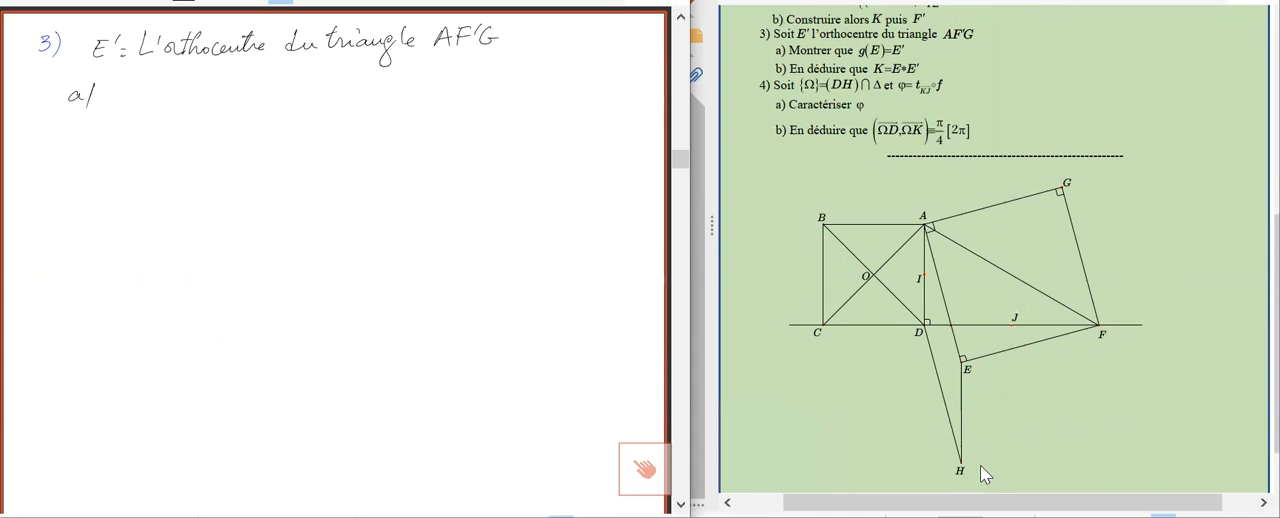 3) E' = L'orthocentre du triangle AF'G
a/
b) Construire alors K puis F'
3) Soit E' l'orthocentre du triangle AF'G
a) Montrer que g(E)=E'
b) En déduire que K=E*E'
4) Soit {Ω}=(DH)∩Δ et φ=t_{KJ}∘f
a) Caractériser φ
b) En déduire que (ΩD,ΩK)≡π/4[2π]
G
B A
O I
J
C D F
E
H